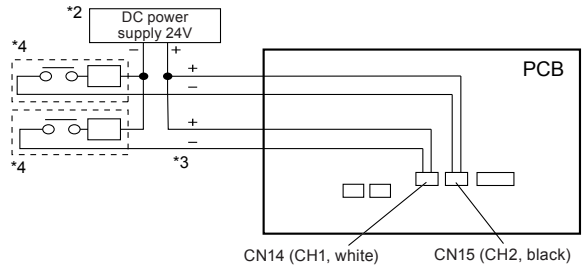 *2
DC power
supply 24V
− +
*4
+
−
PCB
+
−
*4
*3
CN14 (CH1, white)
CN15 (CH2, black)